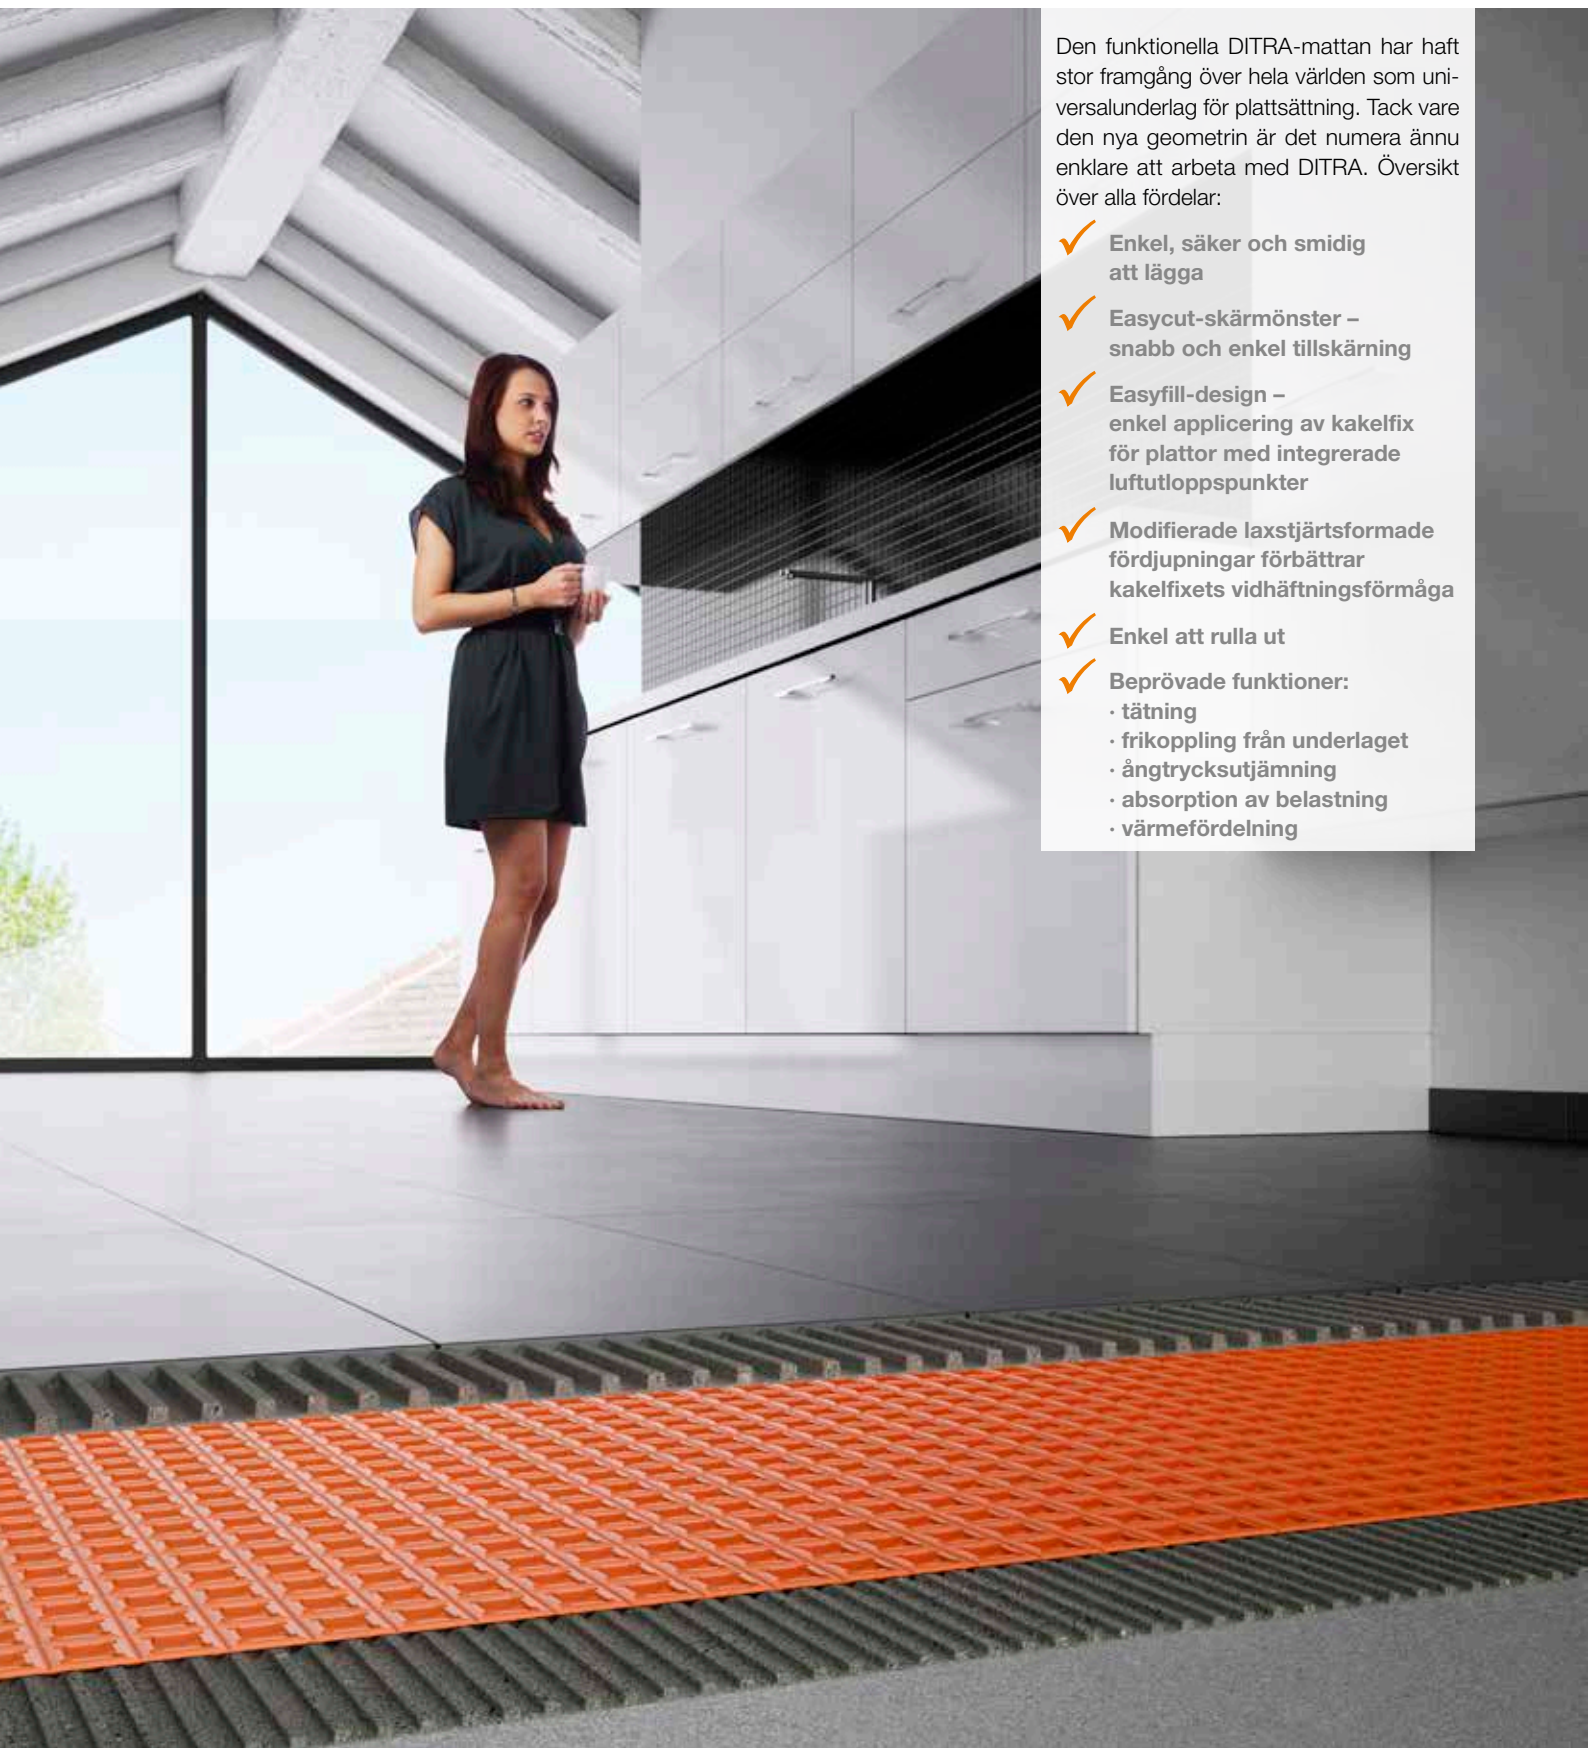 Den funktionella DITRA-mattan har haft
stor framgång över hela världen som uni-
versalunderlag för plattsättning. Tack vare
den nya geometrin är det numera ännu
enklare att arbeta med DITRA. Översikt
över alla fördelar:
Enkel, säker och smidig
att lägga
Easycut-skärmönster –
snabb och enkel tillskärning
Easyfill-design –
enkel applicering av kakelfix
för plattor med integrerade
luftutloppspunkter
Modifierade laxstjärtsformade
fördjupningar förbättrar
kakelfixets vidhäftningsförmåga
Enkel att rulla ut
Beprövade funktioner:
· tätning
· frikoppling från underlaget
· ångtrycksutjämning
· absorption av belastning
· värmefördelning